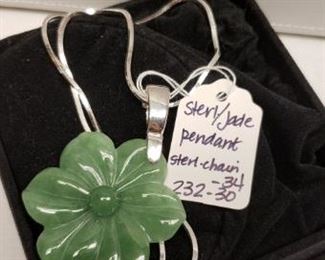 sterl/jade
pendant
sterl-chain
-34
232-30